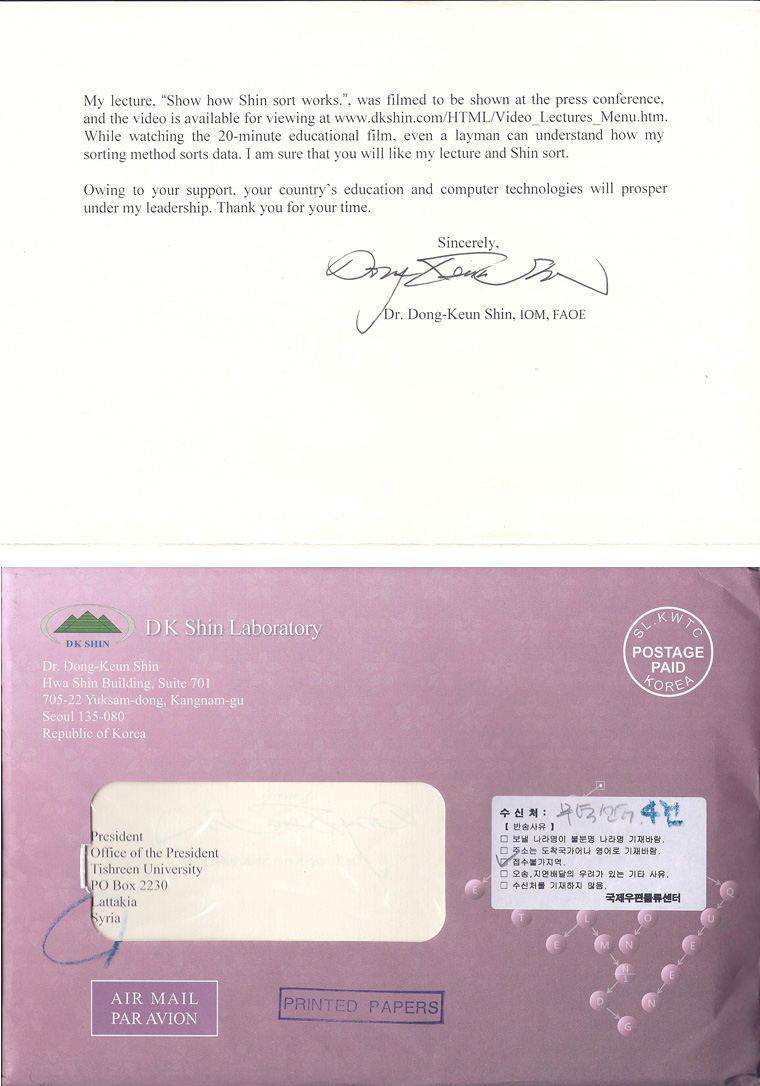 My lecture, “Show how Shin sort works.”, was filmed to be shown at the press conference,
and the video is available for viewing at www.dkshin.com/HTML/Video_Lectures_Menu.htm.
While watching the 20-minute educational film, even a layman can understand how my
sorting method sorts data. I am sure that you will like my lecture and Shin sort.
Owing to your support, your country’s education and computer technologies will prosper
under my leadership. Thank you for your time.
Sincerely,
Dong Keun Shin
Dr. Dong-Keun Shin, IOM, FAOE
DK SHIN
DK Shin Laboratory
Dr. Dong-Keun Shin
Hwa Shin Building, Suite 701
705-22 Yuksam-dong, Kangnam-gu
Seoul 135-080
Republic of Korea
SL.KWTC
POSTAGE
PAID
KOREA
President
Office of the President
Tishreen University
PO Box 2230
Lattakia
Syria
수신처 : 4건
【 반송사유 】
□ 보낼 나라명이 불분명 나라명 기재바람.
□ 주소는 도착국가어나 영어로 기재바람.
□ 접수불가지역.
□ 오송,지연배달의 우려가 있는 기타 사유.
□ 수신처를 기재하지 않음.
국제우편물류센터
E
T
L
O
U
Q
E
M
N
E
N
I
E
D
N
G
AIR MAIL
PAR AVION
PRINTED PAPERS